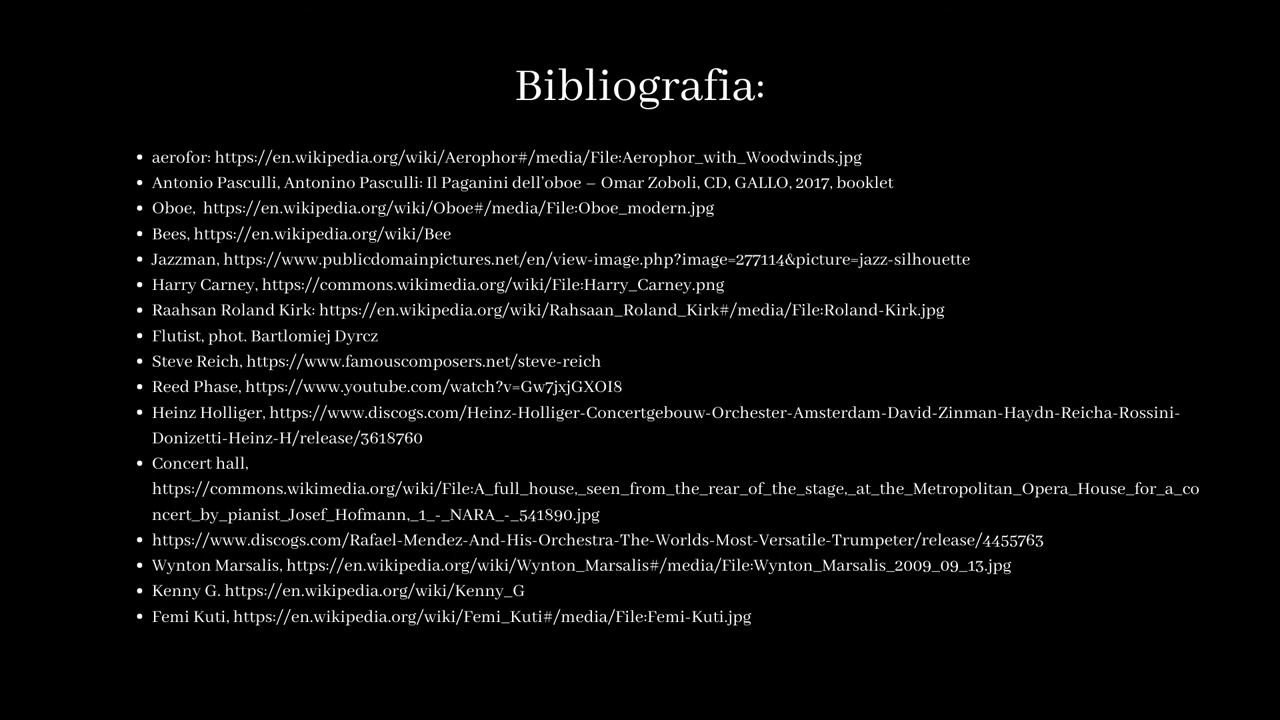 Bibliografia:
• aerofor: https://en.wikipedia.org/wiki/Aerophor#/media/File:Aerophor_with_Woodwinds.jpg
• Antonio Pasculli, Antonino Pasculli: Il Paganini dell'oboe – Omar Zoboli, CD, GALLO, 2017, booklet
• Oboe,  https://en.wikipedia.org/wiki/Oboe#/media/File:Oboe_modern.jpg
• Bees, https://en.wikipedia.org/wiki/Bee
• Jazzman, https://www.publicdomainpictures.net/en/view-image.php?image=277114&picture=jazz-silhouette
• Harry Carney, https://commons.wikimedia.org/wiki/File:Harry_Carney.png
• Raahsan Roland Kirk: https://en.wikipedia.org/wiki/Rahsaan_Roland_Kirk#/media/File:Roland-Kirk.jpg
• Flutist, phot. Bartlomiej Dyrcz
• Steve Reich, https://www.famouscomposers.net/steve-reich
• Reed Phase, https://www.youtube.com/watch?v=Gw7jxjGXOI8
• Heinz Holliger, https://www.discogs.com/Heinz-Holliger-Concertgebouw-Orchester-Amsterdam-David-Zinman-Haydn-Reicha-Rossini-
Donizetti-Heinz-H/release/3618760
• Concert hall,
https://commons.wikimedia.org/wiki/File:A_full_house,_seen_from_the_rear_of_the_stage,_at_the_Metropolitan_Opera_House_for_a_co
ncert_by_pianist_Josef_Hofmann,_1_-_NARA_-_541890.jpg
• https://www.discogs.com/Rafael-Mendez-And-His-Orchestra-The-Worlds-Most-Versatile-Trumpeter/release/4455763
• Wynton Marsalis, https://en.wikipedia.org/wiki/Wynton_Marsalis#/media/File:Wynton_Marsalis_2009_09_13.jpg
• Kenny G. https://en.wikipedia.org/wiki/Kenny_G
• Femi Kuti, https://en.wikipedia.org/wiki/Femi_Kuti#/media/File:Femi-Kuti.jpg